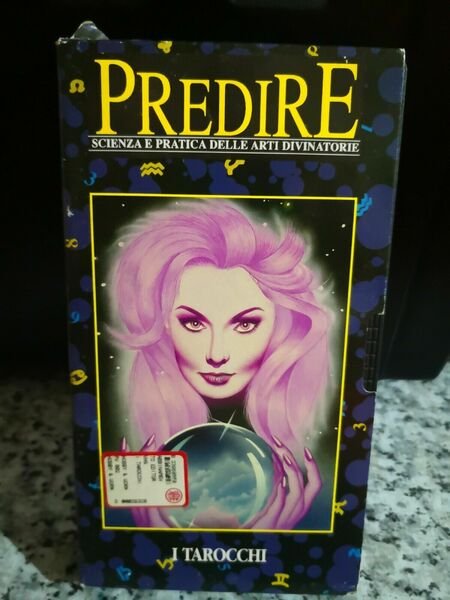 PREDIRE
SCIENZA E PRATICA DELLE ARTI DIVINATORIE
I TAROCCHI